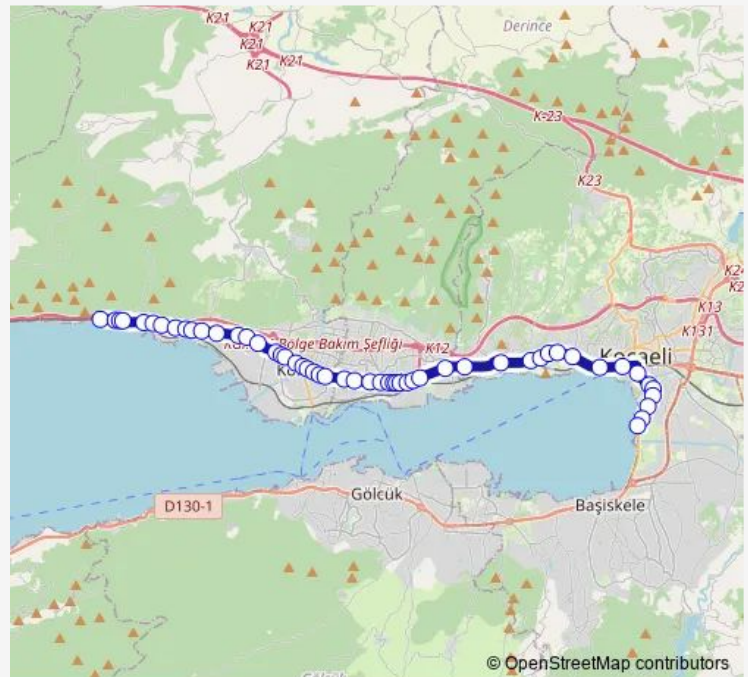 K21
K21
K21
K21
K21
Derince
K-23
K23
K24
K13
K131
Bölge Bakım Şefliği
K12
Kocaeli
Gölcük
D130-1
Başiskele
© OpenStreetMap contributors